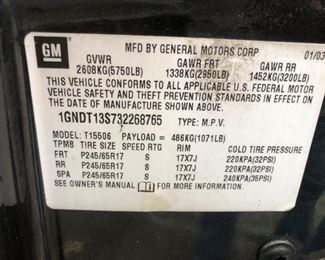 GM
MFD BY GENERAL MOTORS CORP 01/03
GVWR GAWR FRT GAWR RR
2608KG(5750LB) 1338KG(2950LB) 1452KG(3200LB)
THIS VEHICLE CONFORMS TO ALL APPLICABLE U.S. FEDERAL MOTOR
VEHICLE SAFETY AND THEFT PREVENTION STANDARDS IN EFFECT ON
THE DATE OF MANUFACTURE SHOWN ABOVE.
1GNDT13S732268765 TYPE: M.P.V.
MODEL: T15506 PAYLOAD = 486KG(1071LB)
TPMB TIRE SIZE SPEED RTG RIM COLD TIRE PRESSURE
FRT P245/65R17 S 17X7J 220KPA(32PSI)
RR P245/65R17 S 17X7J 220KPA(32PSI)
SPA P245/65R17 S 17X7J 240KPA(35PSI)
SEE OWNER'S MANUAL FOR ADDITIONAL INFORMATION